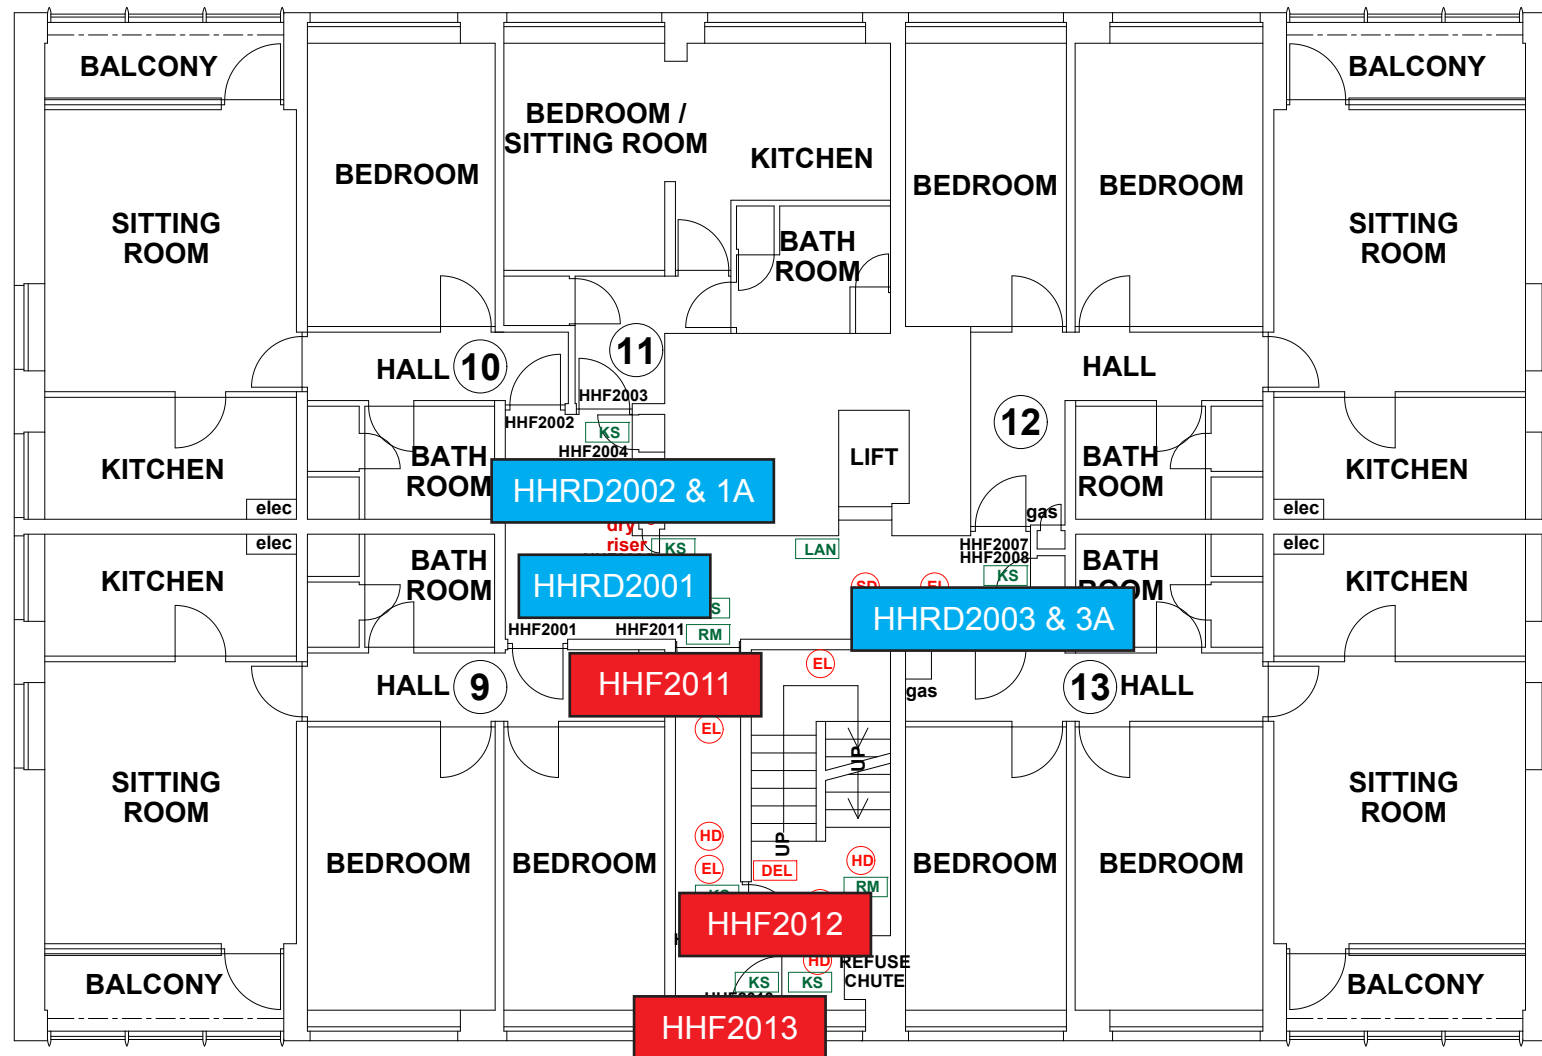 BALCONY
BALCONY
BEDROOM /
SITTING ROOM
KITCHEN
BEDROOM
BEDROOM
BEDROOM
SITTING
ROOM
BATH
ROOM
SITTING
ROOM
11
HALL 10
HALL
HHF2003
HHF2002
KS
12
HHF2004
BATH
ROOM
LIFT
BATH
ROOM
KITCHEN
KITCHEN
HHRD2002 & 1A
elec
gas
elec
dry
riser
KS
LAN
HHF2007
HHF2008
KS
elec
elec
BATH
ROOM
BATH
KITCHEN
KITCHEN
HHRD2001
SD
EL
HHRD2003 & 3A
HHF2001
HHF2011
RM
EL
HHF2011
HALL 9
gas
13 HALL
EL
UP
SITTING
ROOM
SITTING
ROOM
HD
UP
BEDROOM
BEDROOM
EL
DEL
HD
BEDROOM
BEDROOM
KS
RM
HHF2012
HD
REFUSE
CHUTE
KS
KS
BALCONY
BALCONY
HHF2013